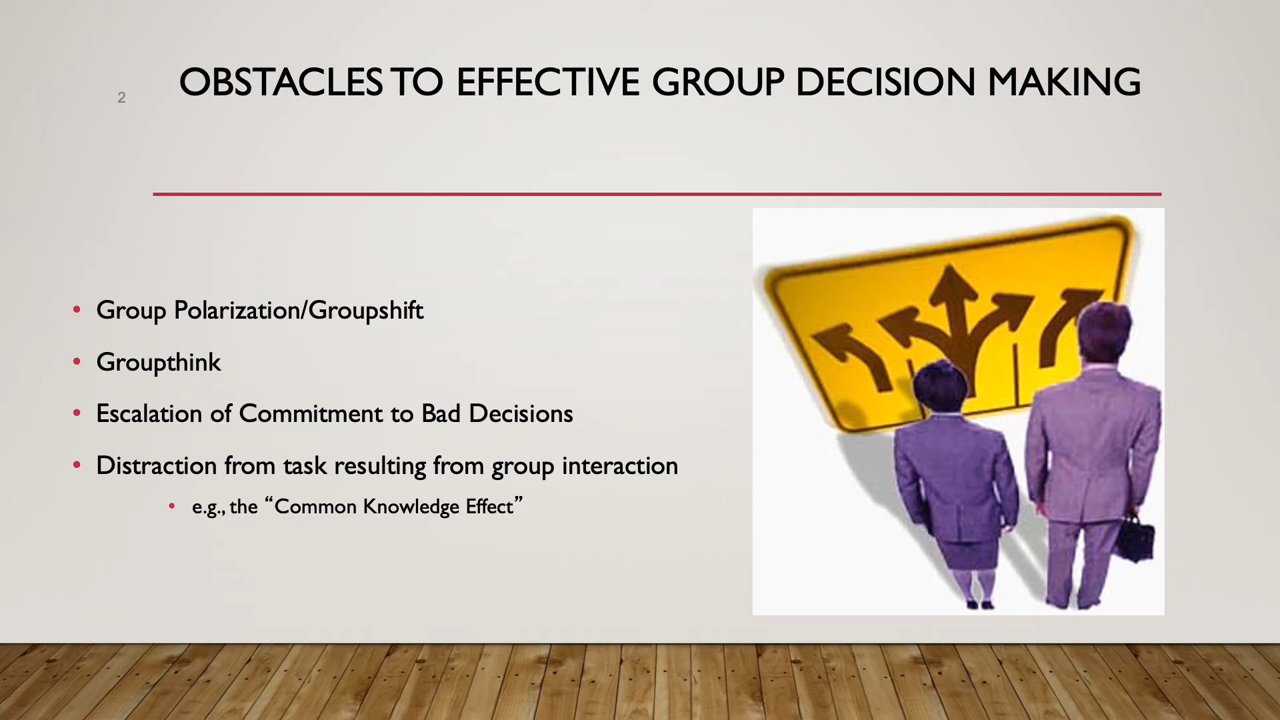 2
OBSTACLES TO EFFECTIVE GROUP DECISION MAKING
• Group Polarization/Groupshift
• Groupthink
• Escalation of Commitment to Bad Decisions
• Distraction from task resulting from group interaction
• e.g., the “Common Knowledge Effect”